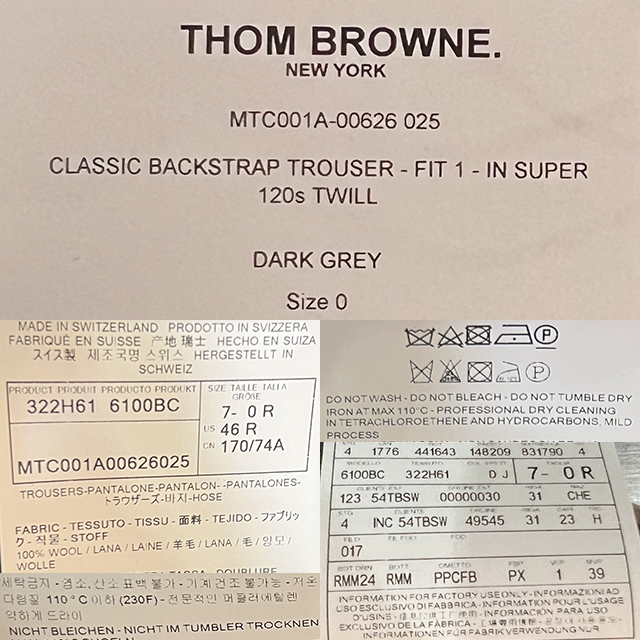 THOM BROWNE.
NEW YORK
MTC001A-00626 025
CLASSIC BACKSTRAP TROUSER - FIT 1 - IN SUPER
120s TWILL
DARK GREY
Size 0
MADE IN SWITZERLAND PRODOTTO IN SVIZZERA
FABRIQUÉ EN SUISSE 产地 瑞士 HECHO EN SUIZA
スイス製 제조국명 스위스 HERGESTELLT IN
SCHWEIZ
PRODUCT PRODUIT PRODUCTO PRODUKT
322H61 6100BC
MTC001A00626025
SIZE TAILLE TALLA
GRÖßE
7- 0 R
US 46 R
CN 170/74A
TROUSERS-PANTALONE-PANTALON--PANTALONES-
トラウザーズ-바지-HOSE
FABRIC - TESSUTO - TISSU - 面料 - TEJIDO - ファブリッ
ク - 직물 - STOFF
100% WOOL / LANA / LAINE / 羊毛 / LANA / 毛 / 양모 /
WOLLE
세탁금지 - 염소, 산소 표백 불가 - 기계 건조 불가능 - 저온
다림질 110°C 이하 (230F) - 전문적인 퍼클러에틸렌
약하게 드라이
NICHT BLEICHEN - NICHT IM TUMBLER TROCKNEN
P
P
DO NOT WASH - DO NOT BLEACH - DO NOT TUMBLE DRY
IRON AT MAX 110°C - PROFESSIONAL DRY CLEANING
IN TETRACHLOROETHENE AND HYDROCARBONS, MILD
PROCESS
4 1776 441643 148209 831790 4
6100BC 322H61 D J 7- 0 R
123 54TBSW 00000030 31 CHE
STG
4 INC 54TBSW 49545 31 23 H
017
RMM24 RMM PPCFB PX 1 39
INFORMATION FOR FACTORY USE ONLY - INFORMAZIONI AD
USO ESCLUSIVO DI FABBRICA - INFORMATION POUR USAGE
EXCLUSIVO DE LA FABRICA
INFORMATIONEN FÜR FABRIKVERWENDUNG NUR